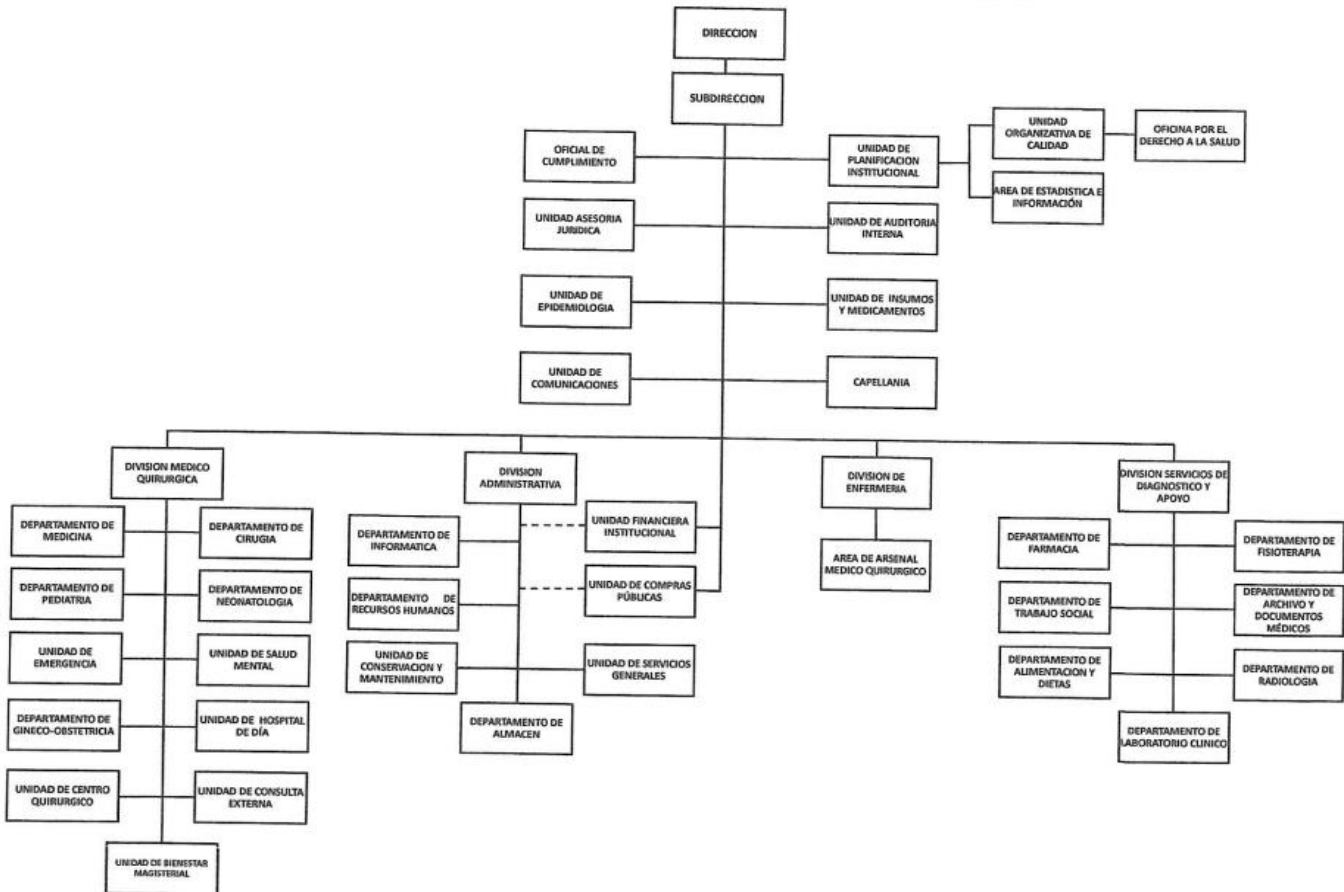 DIRECCION
SUBDIRECCION
OFICIAL DE
CUMPLIMIENTO
UNIDAD DE
PLANIFICACION
INSTITUCIONAL
UNIDAD
ORGANIZATIVA DE
CALIDAD
OFICINA POR EL
DERECHO A LA SALUD
AREA DE ESTADISTICA E
INFORMACIÓN
UNIDAD ASESORIA
JURIDICA
UNIDAD DE AUDITORIA
INTERNA
UNIDAD DE
EPIDEMIOLOGIA
UNIDAD DE INSUMOS
Y MEDICAMENTOS
UNIDAD DE
COMUNICACIONES
CAPELLANIA
DIVISION MEDICO
QUIRURGICA
DEPARTAMENTO DE
MEDICINA
DEPARTAMENTO DE
CIRUGIA
DEPARTAMENTO DE
PEDIATRIA
DEPARTAMENTO DE
NEONATOLOGIA
UNIDAD DE
EMERGENCIA
UNIDAD DE SALUD
MENTAL
DEPARTAMENTO DE
GINECO-OBSTETRICIA
UNIDAD DE HOSPITAL
DE DÍA
UNIDAD DE CENTRO
QUIRURGICO
UNIDAD DE CONSULTA
EXTERNA
UNIDAD DE BIENESTAR
MAGISTERIAL
DIVISION
ADMINISTRATIVA
DEPARTAMENTO DE
INFORMATICA
UNIDAD FINANCIERA
INSTITUCIONAL
DEPARTAMENTO DE
RECURSOS HUMANOS
UNIDAD DE COMPRAS
PÚBLICAS
UNIDAD DE
CONSERVACION Y
MANTENIMIENTO
UNIDAD DE SERVICIOS
GENERALES
DEPARTAMENTO DE
ALMACEN
DIVISION DE
ENFERMERIA
AREA DE ARSENAL
MEDICO QUIRURGICO
DIVISION SERVICIOS DE
DIAGNOSTICO Y
APOYO
DEPARTAMENTO DE
FARMACIA
DEPARTAMENTO DE
FISIOTERAPIA
DEPARTAMENTO DE
TRABAJO SOCIAL
DEPARTAMENTO DE
ARCHIVO Y
DOCUMENTOS
MÉDICOS
DEPARTAMENTO DE
ALIMENTACION Y
DIETAS
DEPARTAMENTO DE
RADIOLOGIA
DEPARTAMENTO DE
LABORATORIO CLINICO